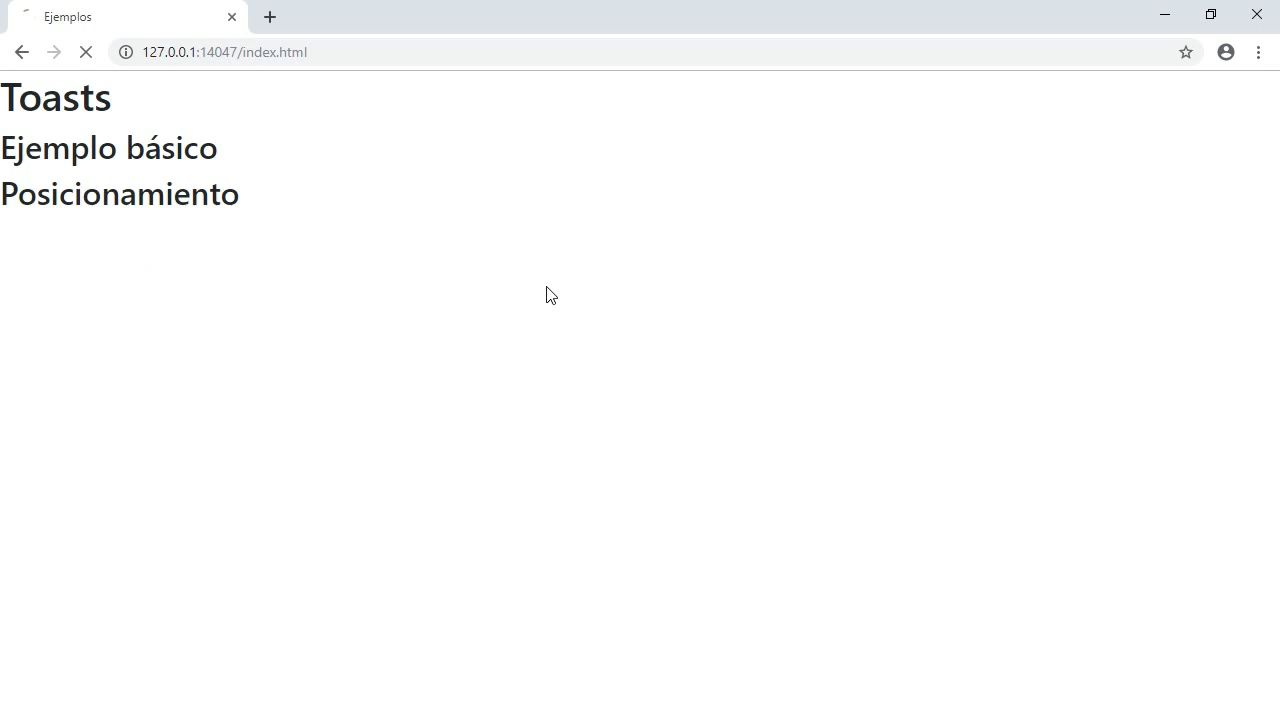 Ejemplos
127.0.0.1:14047/index.html
Toasts
Ejemplo básico
Posicionamiento